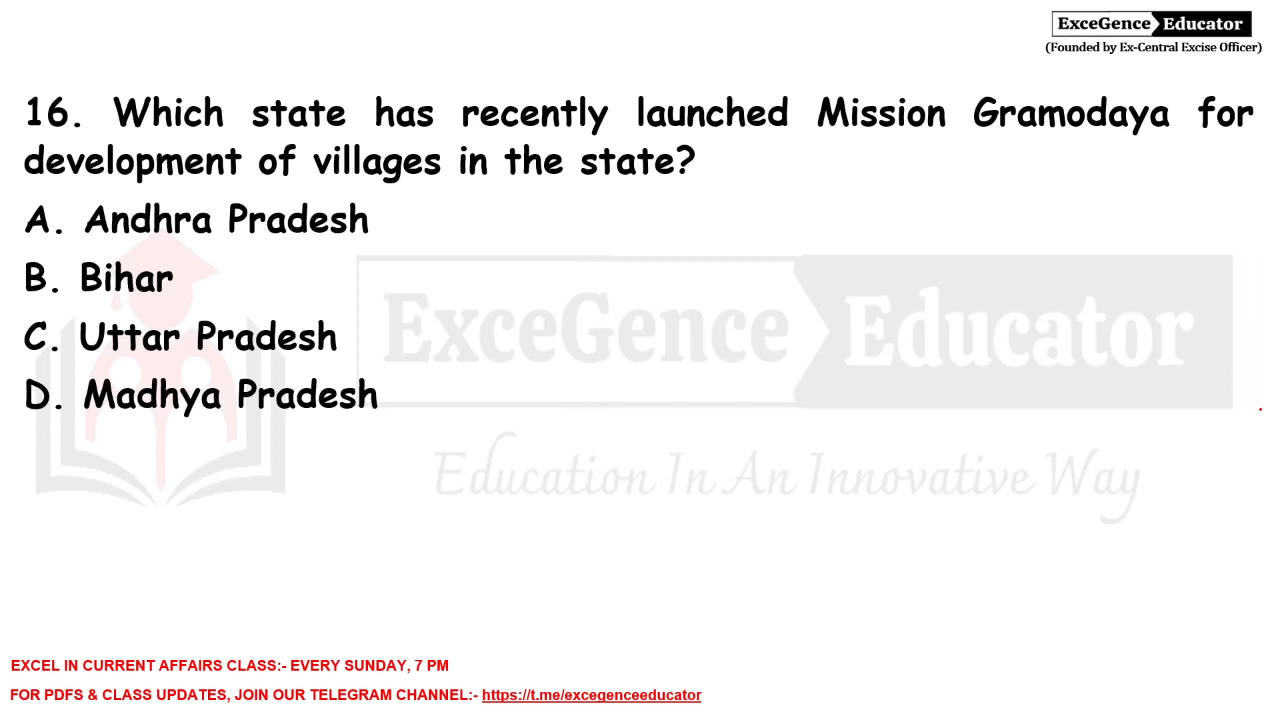 ExceGence Educator
(Founded by Ex-Central Excise Officer)
16. Which state has recently launched Mission Gramodaya for
development of villages in the state?
A. Andhra Pradesh
B. Bihar
C. Uttar Pradesh
D. Madhya Pradesh
ExceGence Educator
Education In An Innovative Way
EXCEL IN CURRENT AFFAIRS CLASS:- EVERY SUNDAY, 7 PM
FOR PDFS & CLASS UPDATES, JOIN OUR TELEGRAM CHANNEL:- https://t.me/excegenceeducator